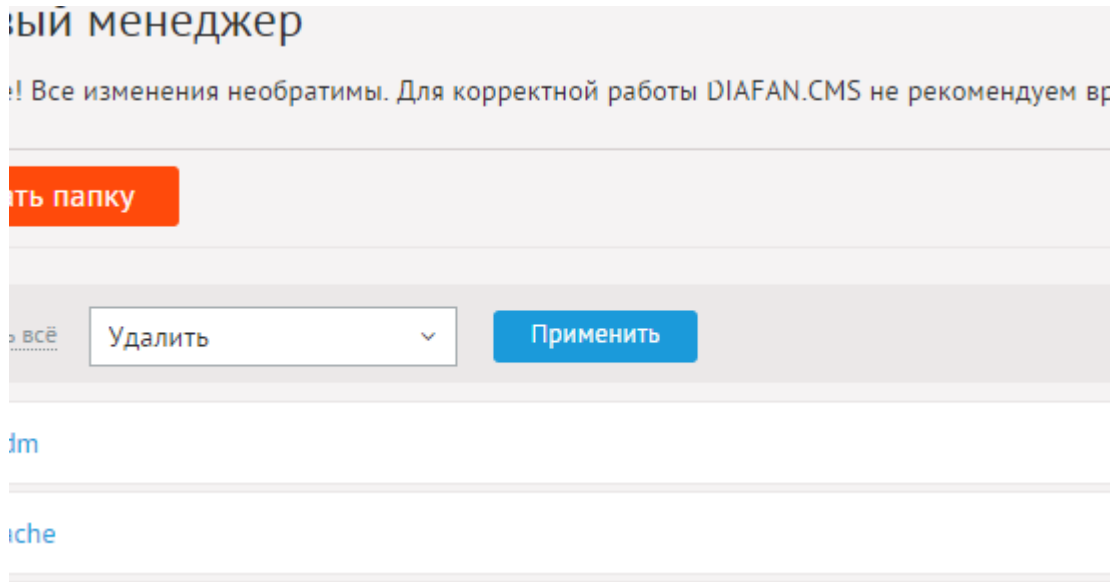 вый менеджер
е! Все изменения необратимы. Для корректной работы DIAFAN.CMS не рекомендуем вр
ть папку
ь всё
Удалить
Применить
dm
ache